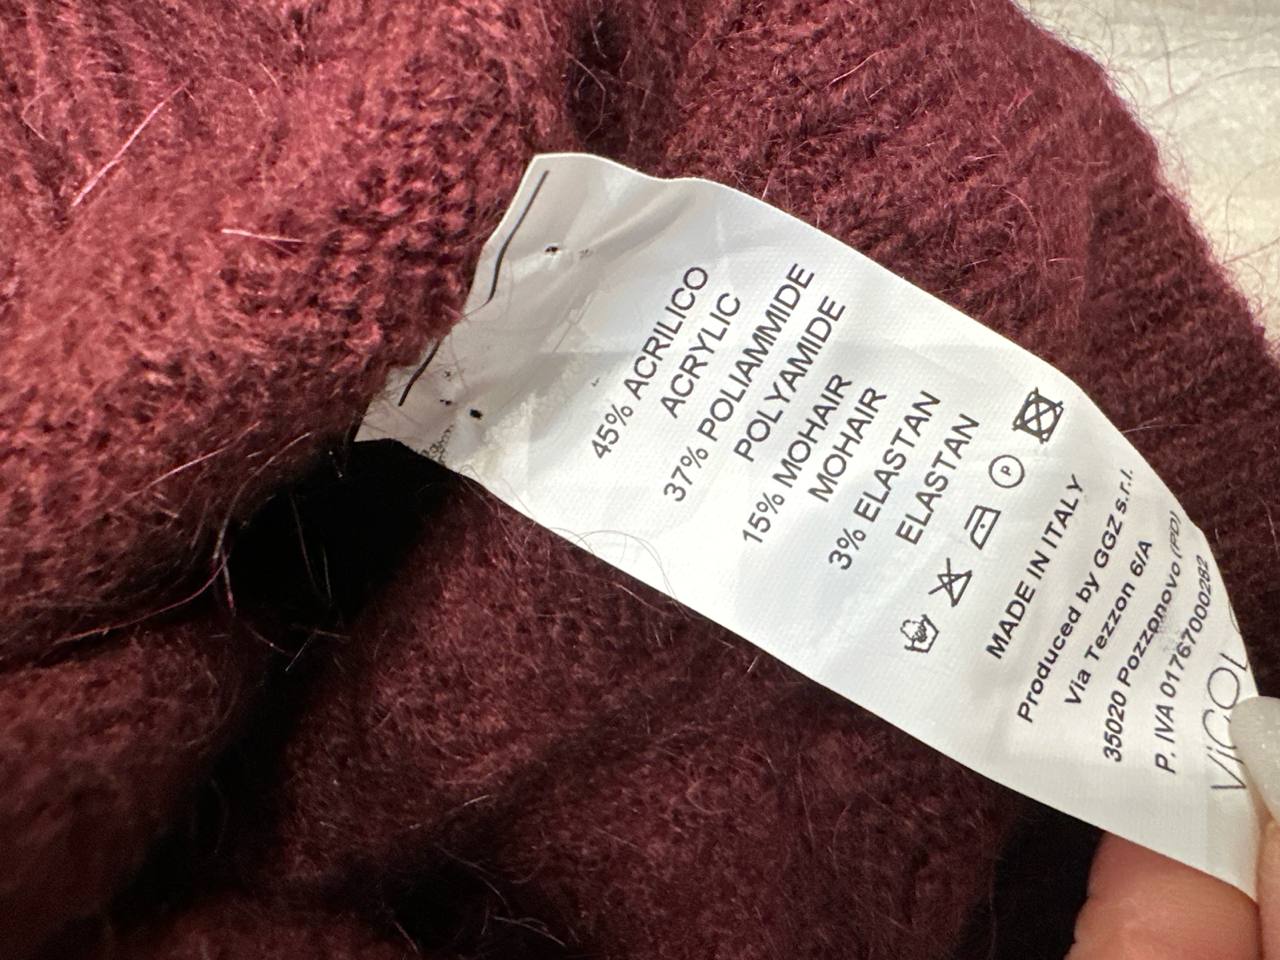 45% ACRILICO
ACRYLIC
37% POLIAMMIDE
POLYAMIDE
15% MOHAIR
MOHAIR
3% ELASTAN
ELASTAN
P
MADE IN ITALY
Produced by GGZ s.r.l.
Via Tezzon 6/A
35020 Pozzonovo (PD)
P. IVA 01767000282
VICOL